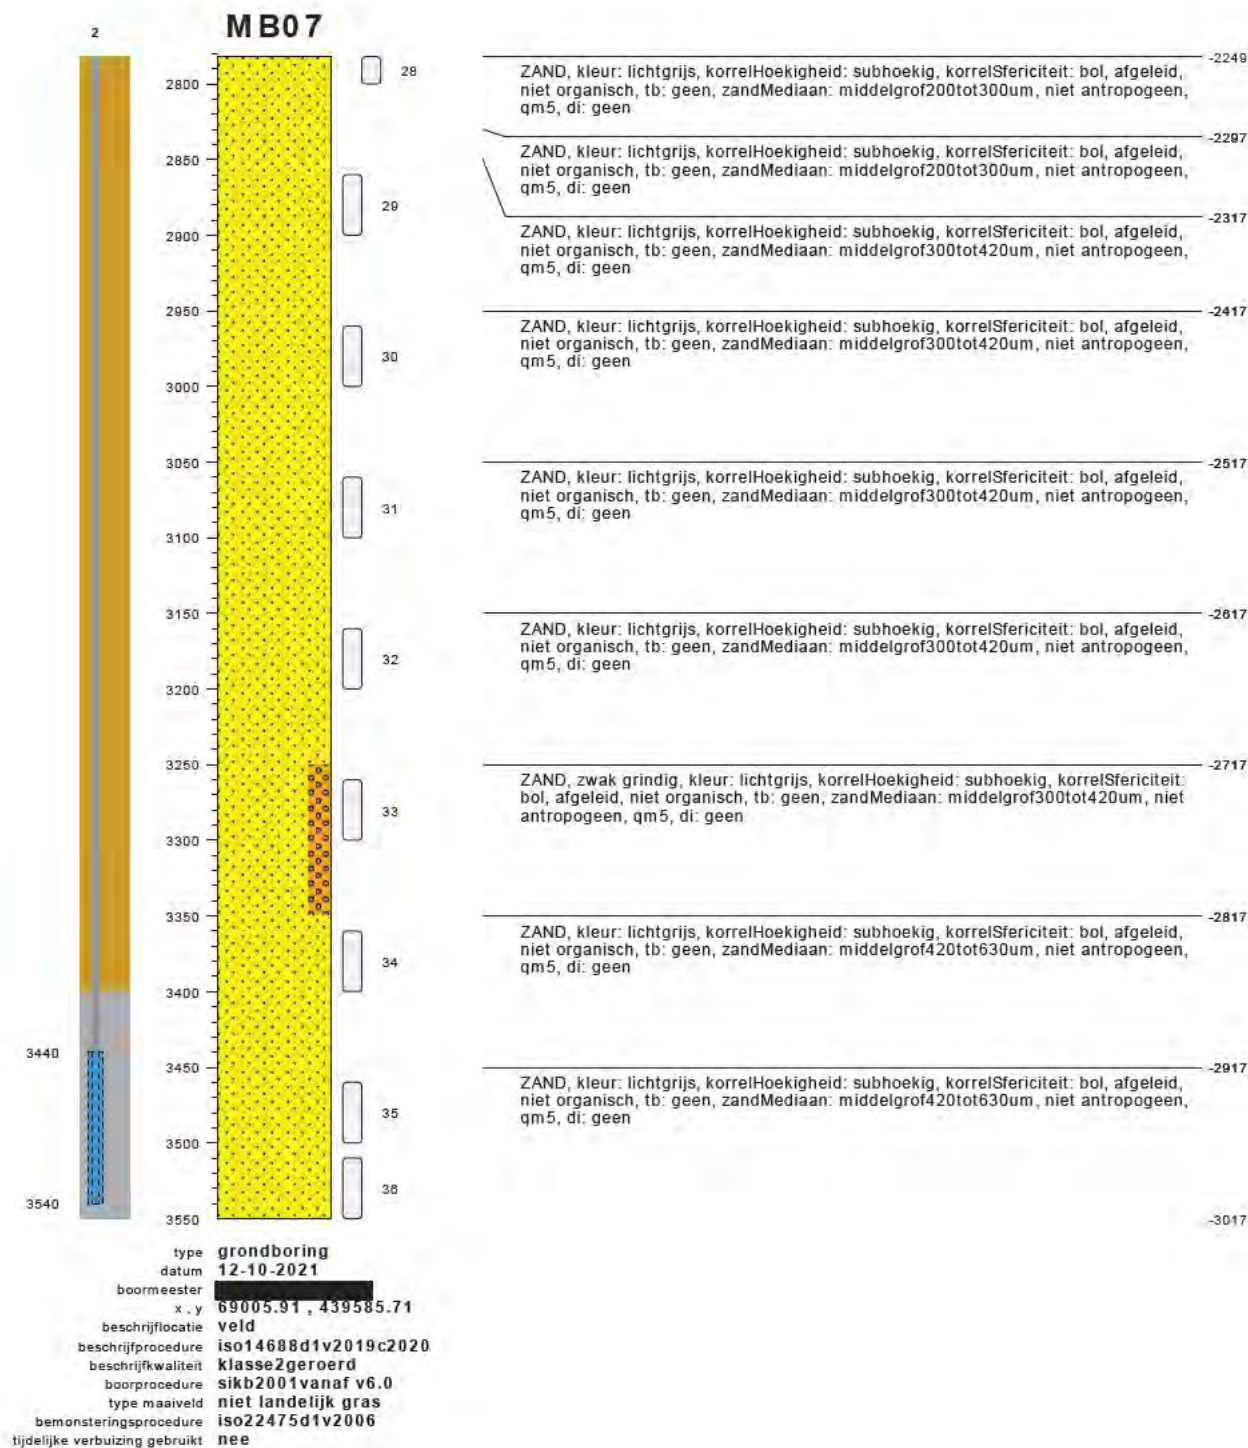 MB07
2
28
2800
2850
29
2900
2950
30
3000
3050
31
3100
3150
32
3200
3250
33
3300
3350
34
3400
3440
3450
35
3500
36
3540
3550
-2249
ZAND, kleur: lichtgrijs, korrelHoekigheid: subhoekig, korrelSfericiteit: bol, afgeleid,
niet organisch, tb: geen, zandMediaan: middelgrof200tot300um, niet antropogeen,
qm5, di: geen
-2297
ZAND, kleur: lichtgrijs, korrelHoekigheid: subhoekig, korrelSfericiteit: bol, afgeleid,
niet organisch, tb: geen, zandMediaan: middelgrof200tot300um, niet antropogeen,
qm5, di: geen
-2317
ZAND, kleur: lichtgrijs, korrelHoekigheid: subhoekig, korrelSfericiteit: bol, afgeleid,
niet organisch, tb: geen, zandMediaan: middelgrof300tot420um, niet antropogeen,
qm5, di: geen
-2417
ZAND, kleur: lichtgrijs, korrelHoekigheid: subhoekig, korrelSfericiteit: bol, afgeleid,
niet organisch, tb: geen, zandMediaan: middelgrof300tot420um, niet antropogeen,
qm5, di: geen
-2517
ZAND, kleur: lichtgrijs, korrelHoekigheid: subhoekig, korrelSfericiteit: bol, afgeleid,
niet organisch, tb: geen, zandMediaan: middelgrof300tot420um, niet antropogeen,
qm5, di: geen
-2617
ZAND, kleur: lichtgrijs, korrelHoekigheid: subhoekig, korrelSfericiteit: bol, afgeleid,
niet organisch, tb: geen, zandMediaan: middelgrof300tot420um, niet antropogeen,
qm5, di: geen
-2717
ZAND, zwak grindig, kleur: lichtgrijs, korrelHoekigheid: subhoekig, korrelSfericiteit:
bol, afgeleid, niet organisch, tb: geen, zandMediaan: middelgrof300tot420um, niet
antropogeen, qm5, di: geen
-2817
ZAND, kleur: lichtgrijs, korrelHoekigheid: subhoekig, korrelSfericiteit: bol, afgeleid,
niet organisch, tb: geen, zandMediaan: middelgrof420tot630um, niet antropogeen,
qm5, di: geen
-2917
ZAND, kleur: lichtgrijs, korrelHoekigheid: subhoekig, korrelSfericiteit: bol, afgeleid,
niet organisch, tb: geen, zandMediaan: middelgrof420tot630um, niet antropogeen,
qm5, di: geen
-3017
type grondboring
datum 12-10-2021
boormeester
x , y 69005.91 , 439585.71
beschrijflocatie veld
beschrijfprocedure iso14688d1v2019c2020
beschrijfkwaliteit klasse2geroerd
boorprocedure sikb2001vanaf v6.0
type maaiveld niet landelijk gras
bemonsteringsprocedure iso22475d1v2006
tijdelijke verbuizing gebruikt nee